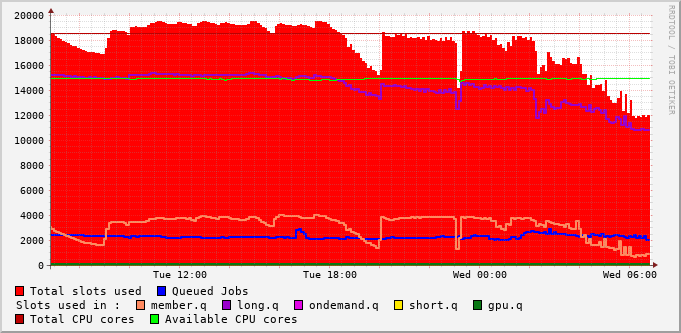 20000
18000
16000
14000
12000
10000
8000
6000
4000
2000
0
Tue 12:00 Tue 18:00 Wed 00:00 Wed 06:00
Total slots used Queued Jobs
Slots used in : member.q long.q ondemand.q short.q gpu.q
Total CPU cores Available CPU cores
RRDTOOL / TOBI OETIKER